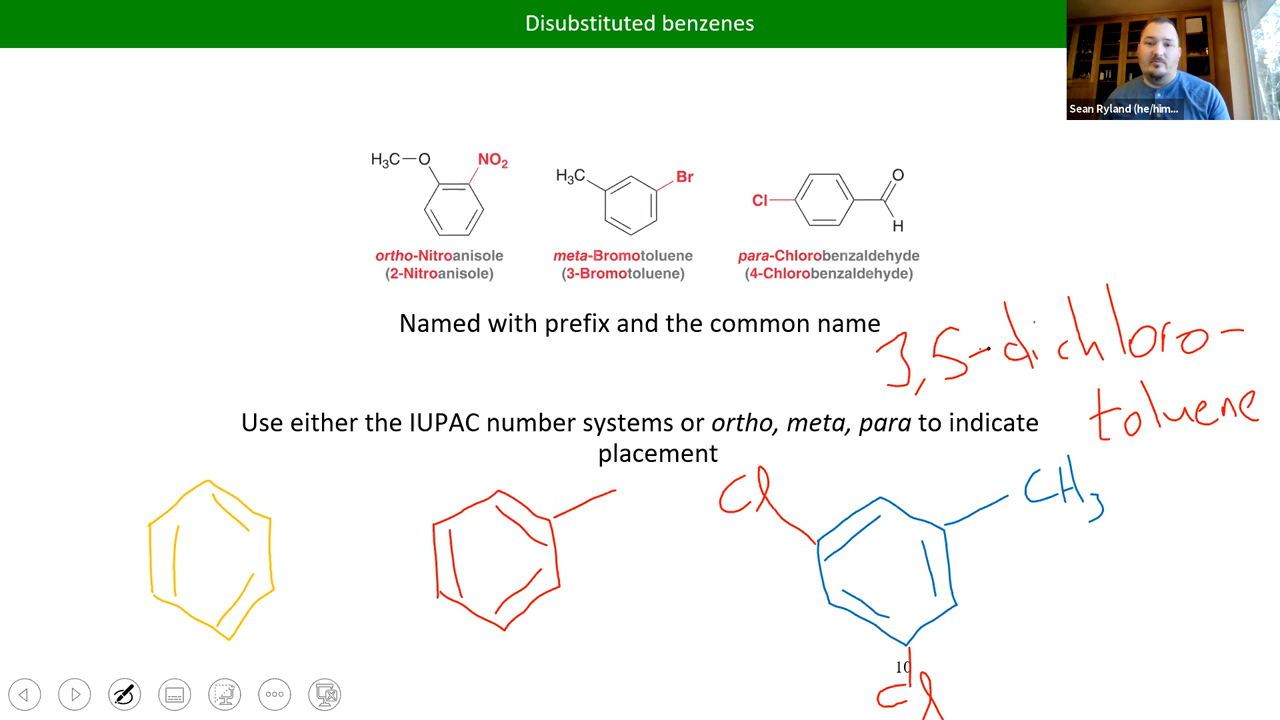 Disubstituted benzenes
Sean Ryland (he/him...
H₃C—O NO₂
H₃C Br
Cl O
H
ortho-Nitroanisole
(2-Nitroanisole)
meta-Bromotoluene
(3-Bromotoluene)
para-Chlorobenzaldehyde
(4-Chlorobenzaldehyde)
Named with prefix and the common name
3,5-dichloro-
toluene
Use either the IUPAC number systems or ortho, meta, para to indicate
placement
Cl
CH₃
10
Cl